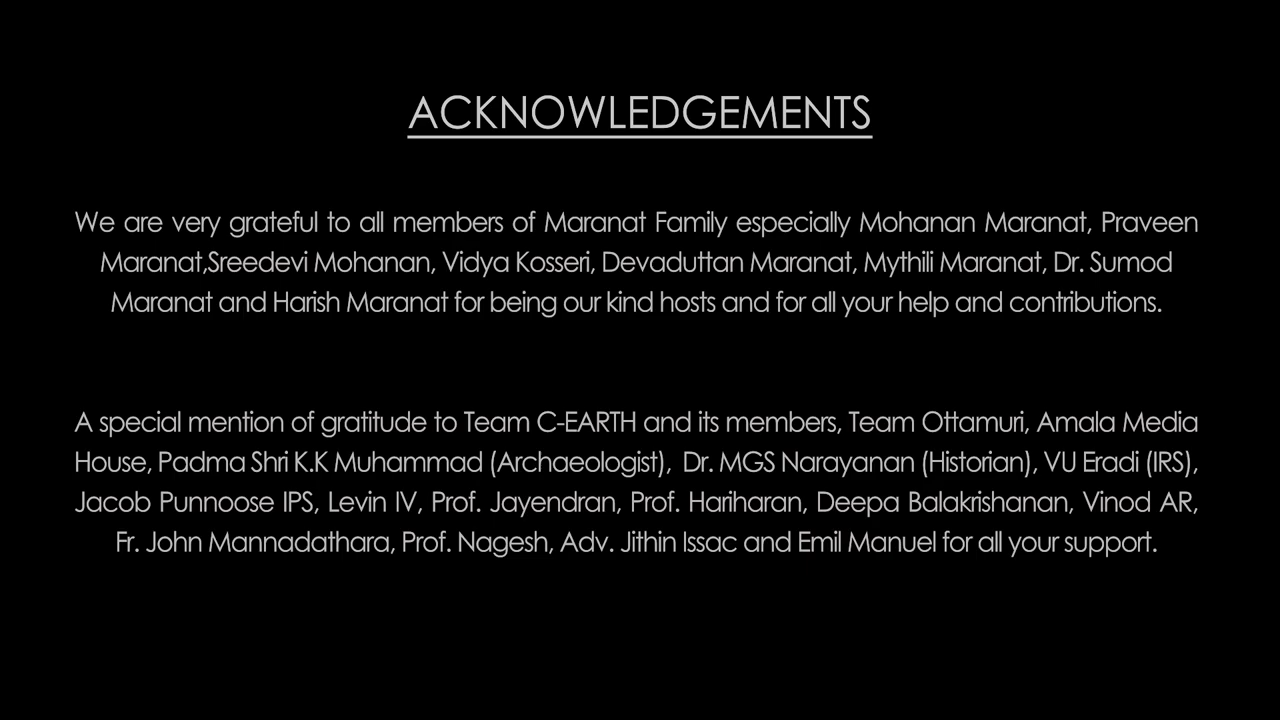 ACKNOWLEDGEMENTS
We are very grateful to all members of Maranat Family especially Mohanan Maranat, Praveen
Maranat,Sreedevi Mohanan, Vidya Kosseri, Devaduttan Maranat, Mythili Maranat, Dr. Sumod
Maranat and Harish Maranat for being our kind hosts and for all your help and contributions.
A special mention of gratitude to Team C-EARTH and its members, Team Ottamuri, Amala Media
House, Padma Shri K.K Muhammad (Archaeologist), Dr. MGS Narayanan (Historian), VU Eradi (IRS),
Jacob Punnoose IPS, Levin IV, Prof. Jayendran, Prof. Hariharan, Deepa Balakrishanan, Vinod AR,
Fr. John Mannadathara, Prof. Nagesh, Adv. Jithin Issac and Emil Manuel for all your support.